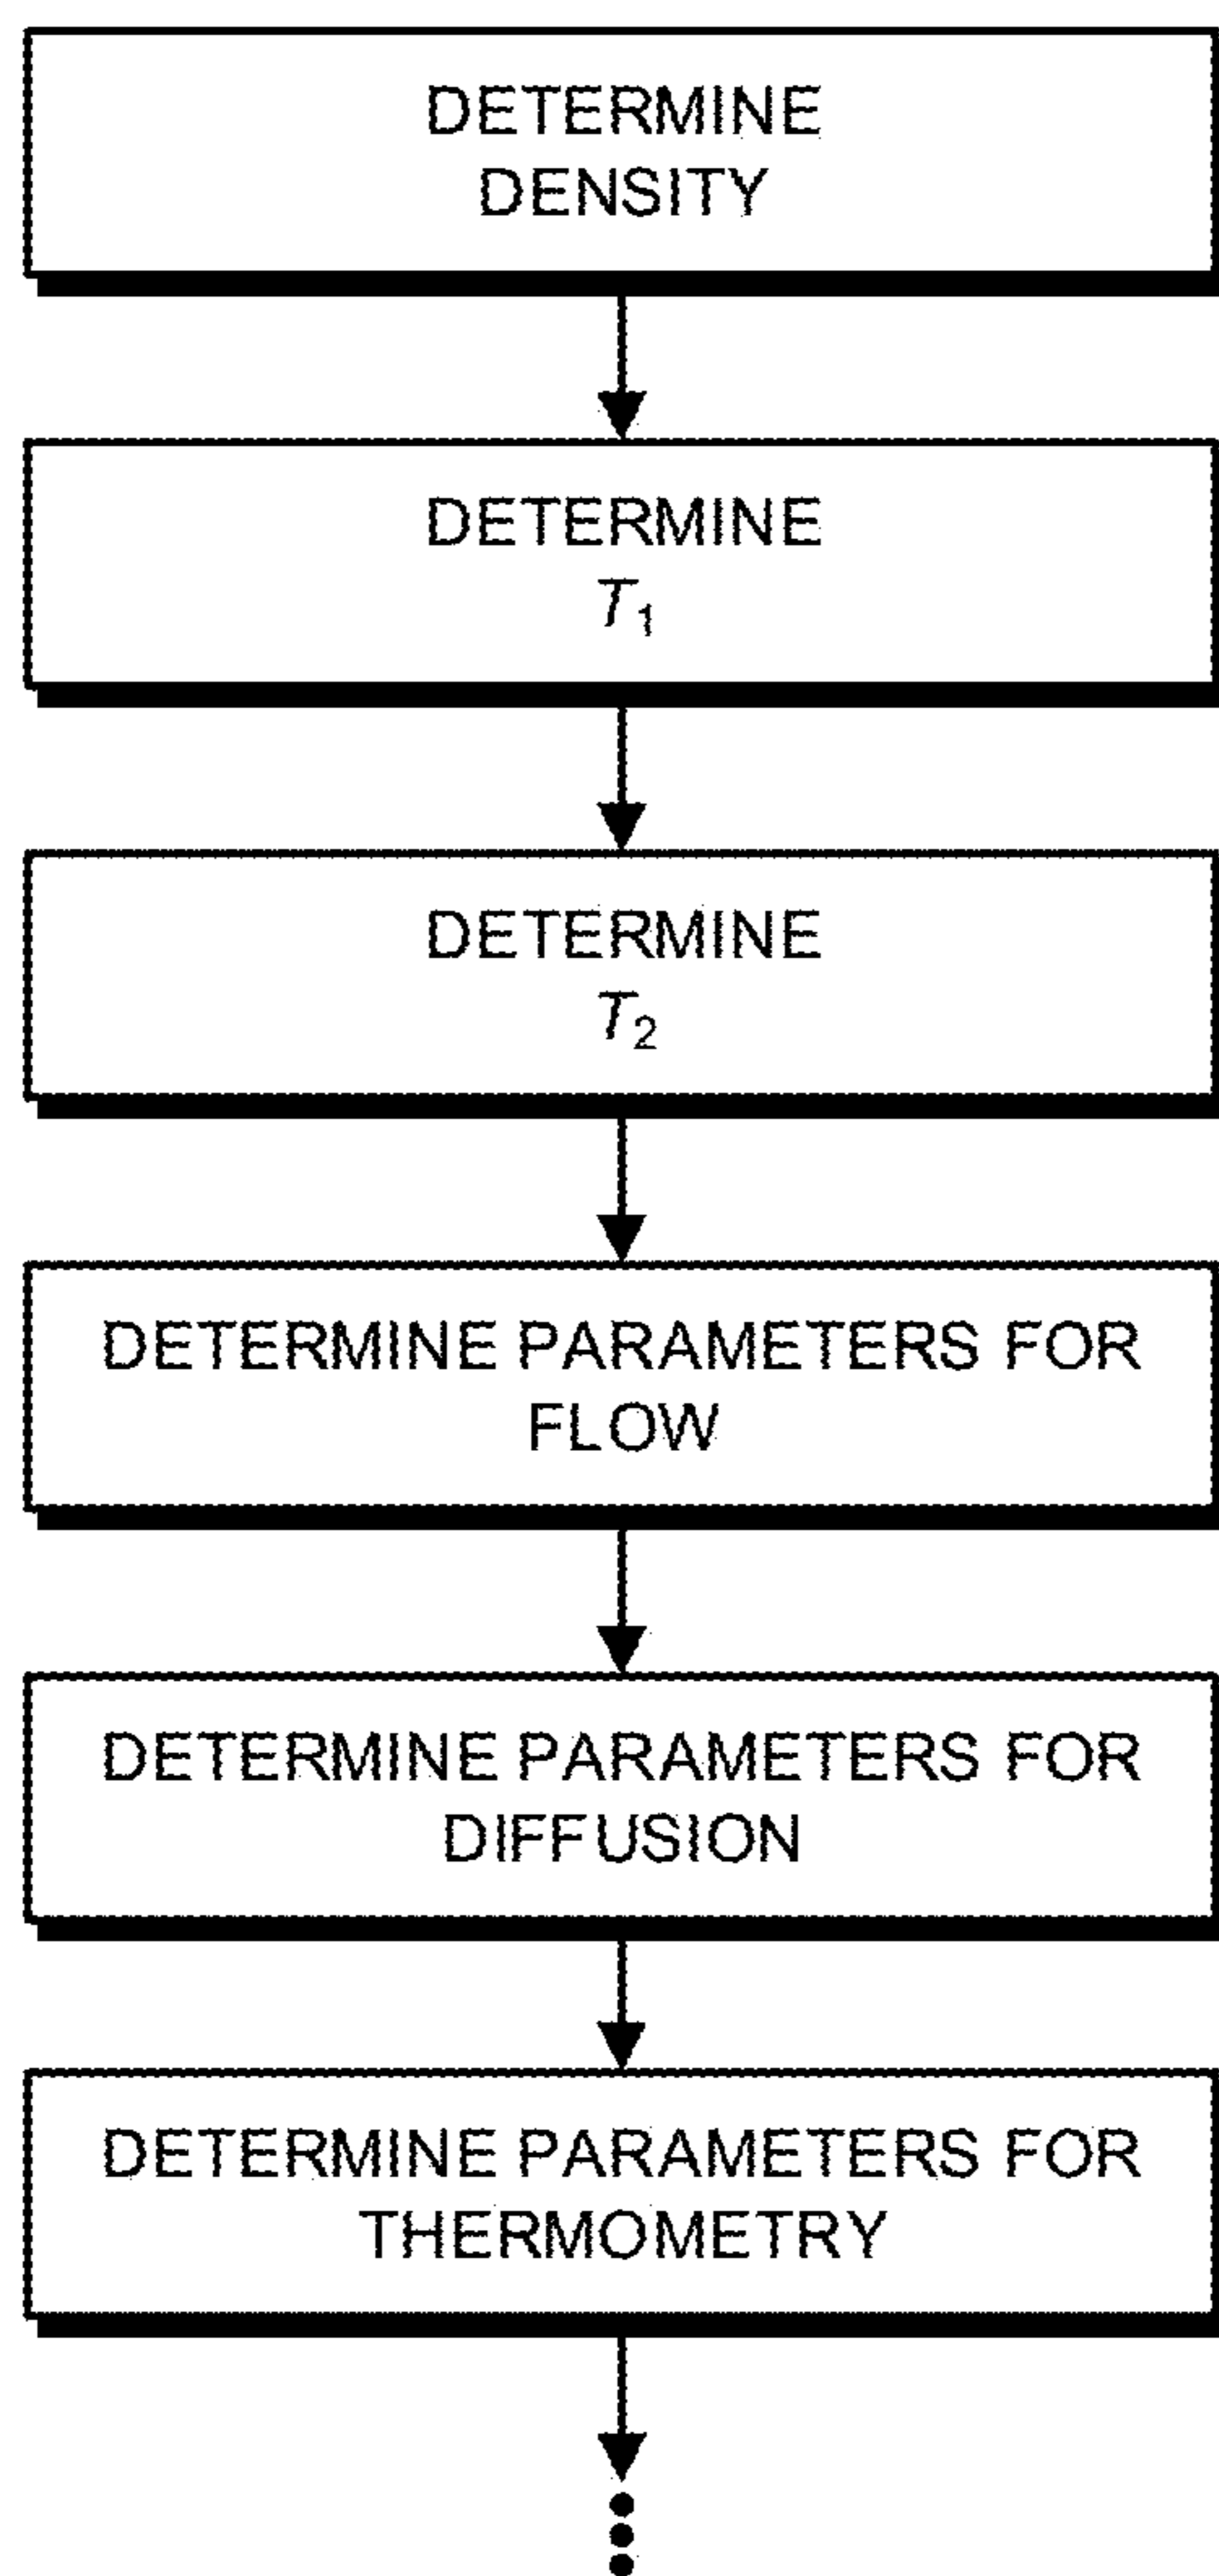 DETERMINE
DENSITY
DETERMINE
T₁
DETERMINE
T₂
DETERMINE PARAMETERS FOR
FLOW
DETERMINE PARAMETERS FOR
DIFFUSION
DETERMINE PARAMETERS FOR
THERMOMETRY